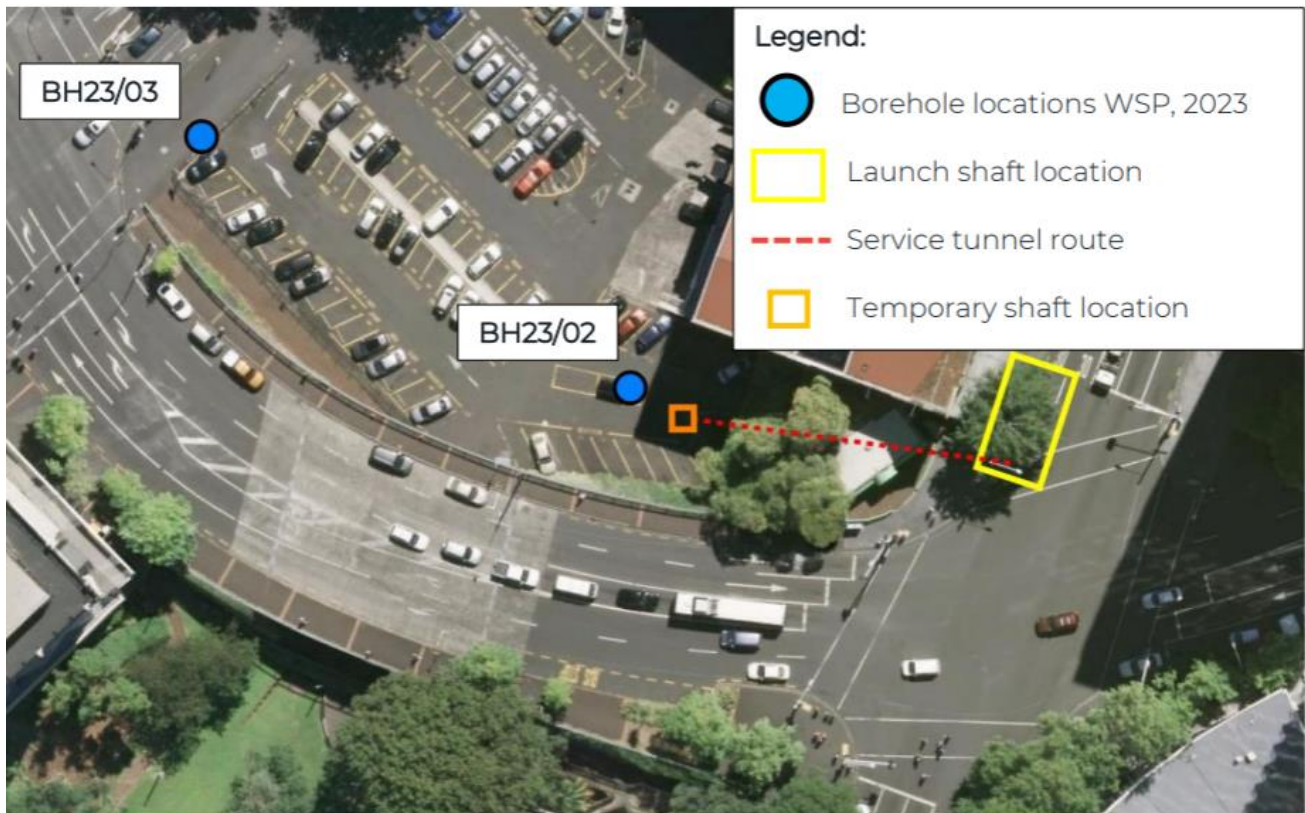 Legend:
BH23/03
Borehole locations WSP, 2023
Launch shaft location
Service tunnel route
BH23/02
Temporary shaft location